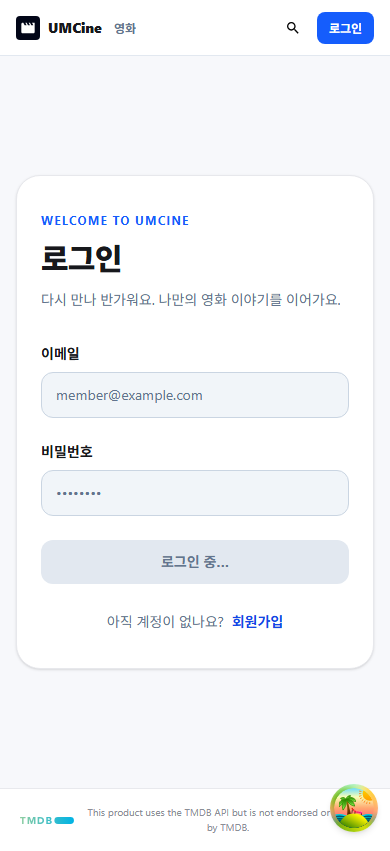 UMCine 영화 로그인
WELCOME TO UMCINE
로그인
다시 만나 반가워요. 나만의 영화 이야기를 이어가요.
이메일
member@example.com
비밀번호
••••••••
로그인 중...
아직 계정이 없나요? 회원가입
TMDB
This product uses the TMDB API but is not endorsed or
by TMDB.